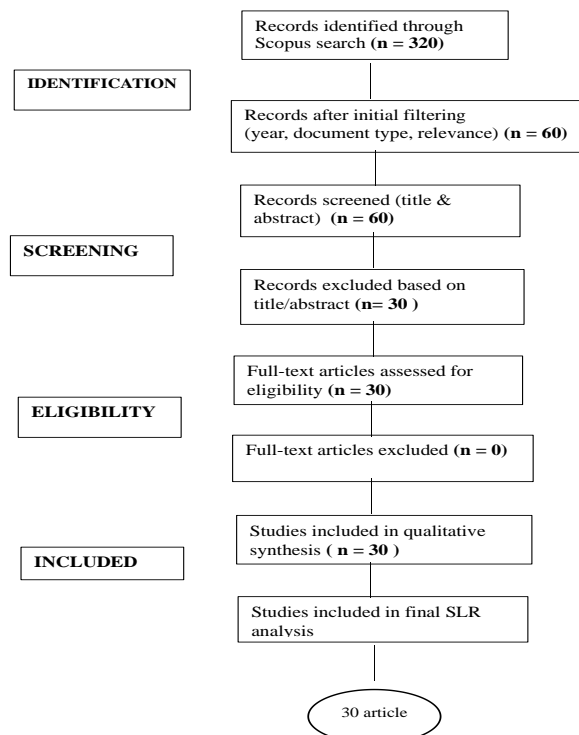 Records identified through
Scopus search (n = 320)
IDENTIFICATION
Records after initial filtering
(year, document type, relevance) (n = 60)
Records screened (title &
abstract) (n = 60)
SCREENING
Records excluded based on
title/abstract (n= 30 )
Full-text articles assessed for
eligibility (n = 30)
ELIGIBILITY
Full-text articles excluded (n = 0)
Studies included in qualitative
synthesis ( n = 30 )
INCLUDED
Studies included in final SLR
analysis
30 article